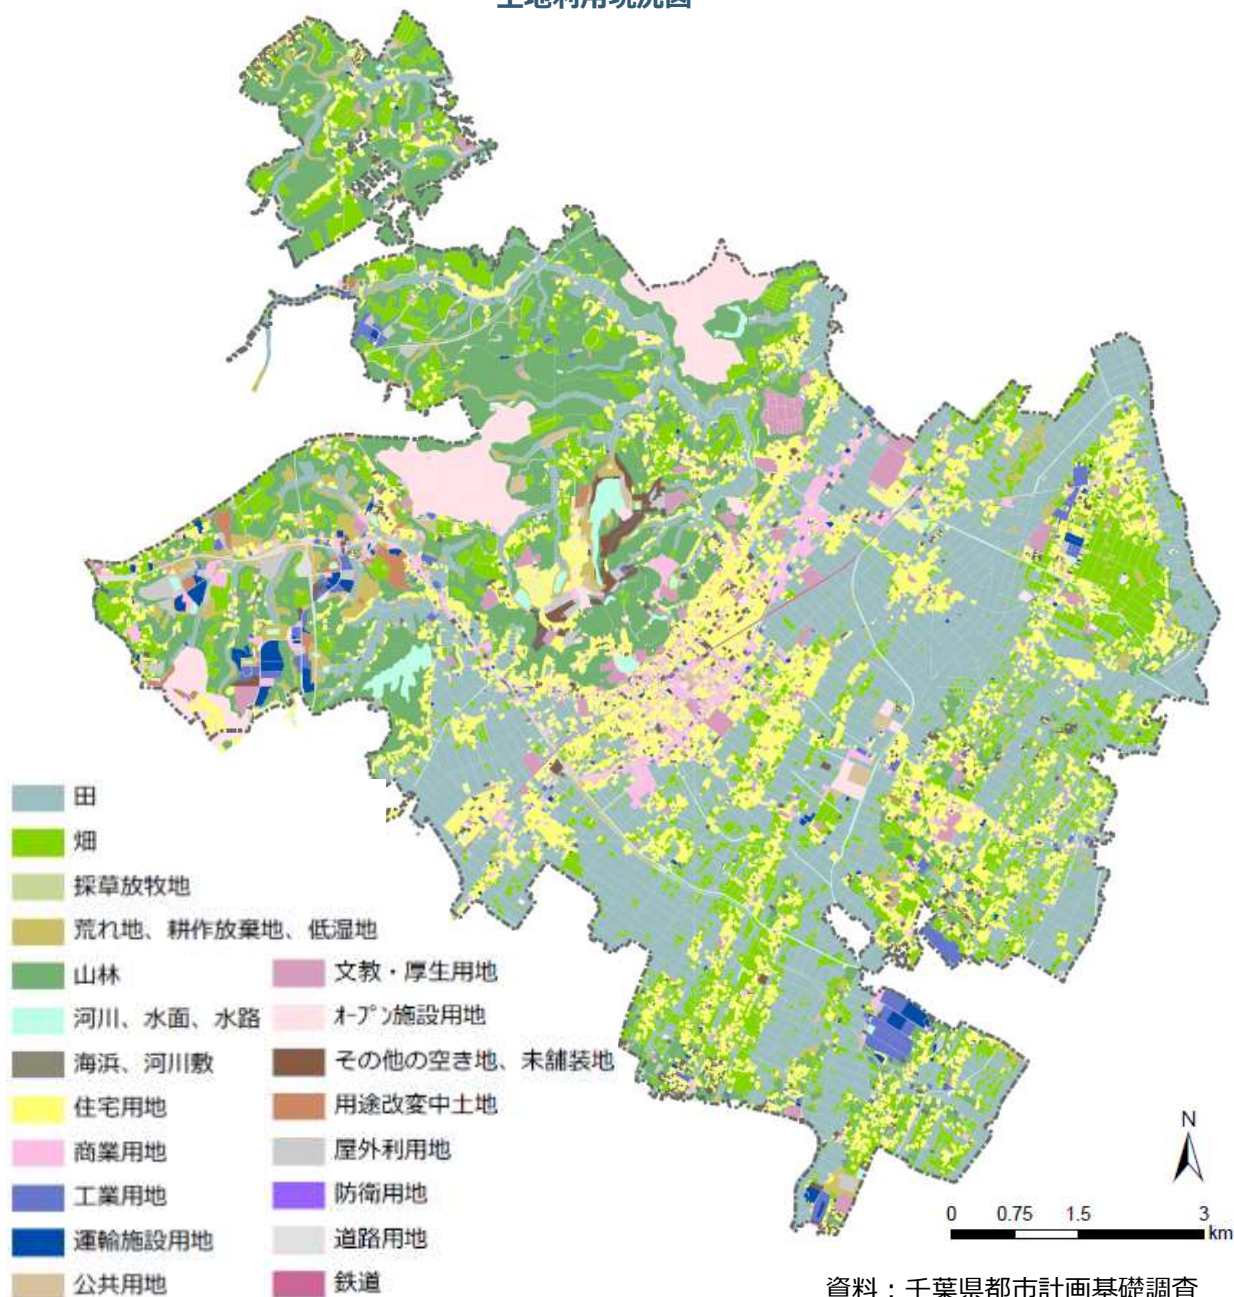 土地利用現況図
田
畑
採草放牧地
荒れ地、耕作放棄地、低湿地
山林
河川、水面、水路
海浜、河川敷
住宅用地
商業用地
工業用地
運輸施設用地
公共用地
文教・厚生用地
オープン施設用地
その他の空き地、未舗装地
用途改変中土地
屋外利用地
防衛用地
道路用地
鉄道
N
0 0.75 1.5 3
km
資料：千葉県都市計画基礎調査